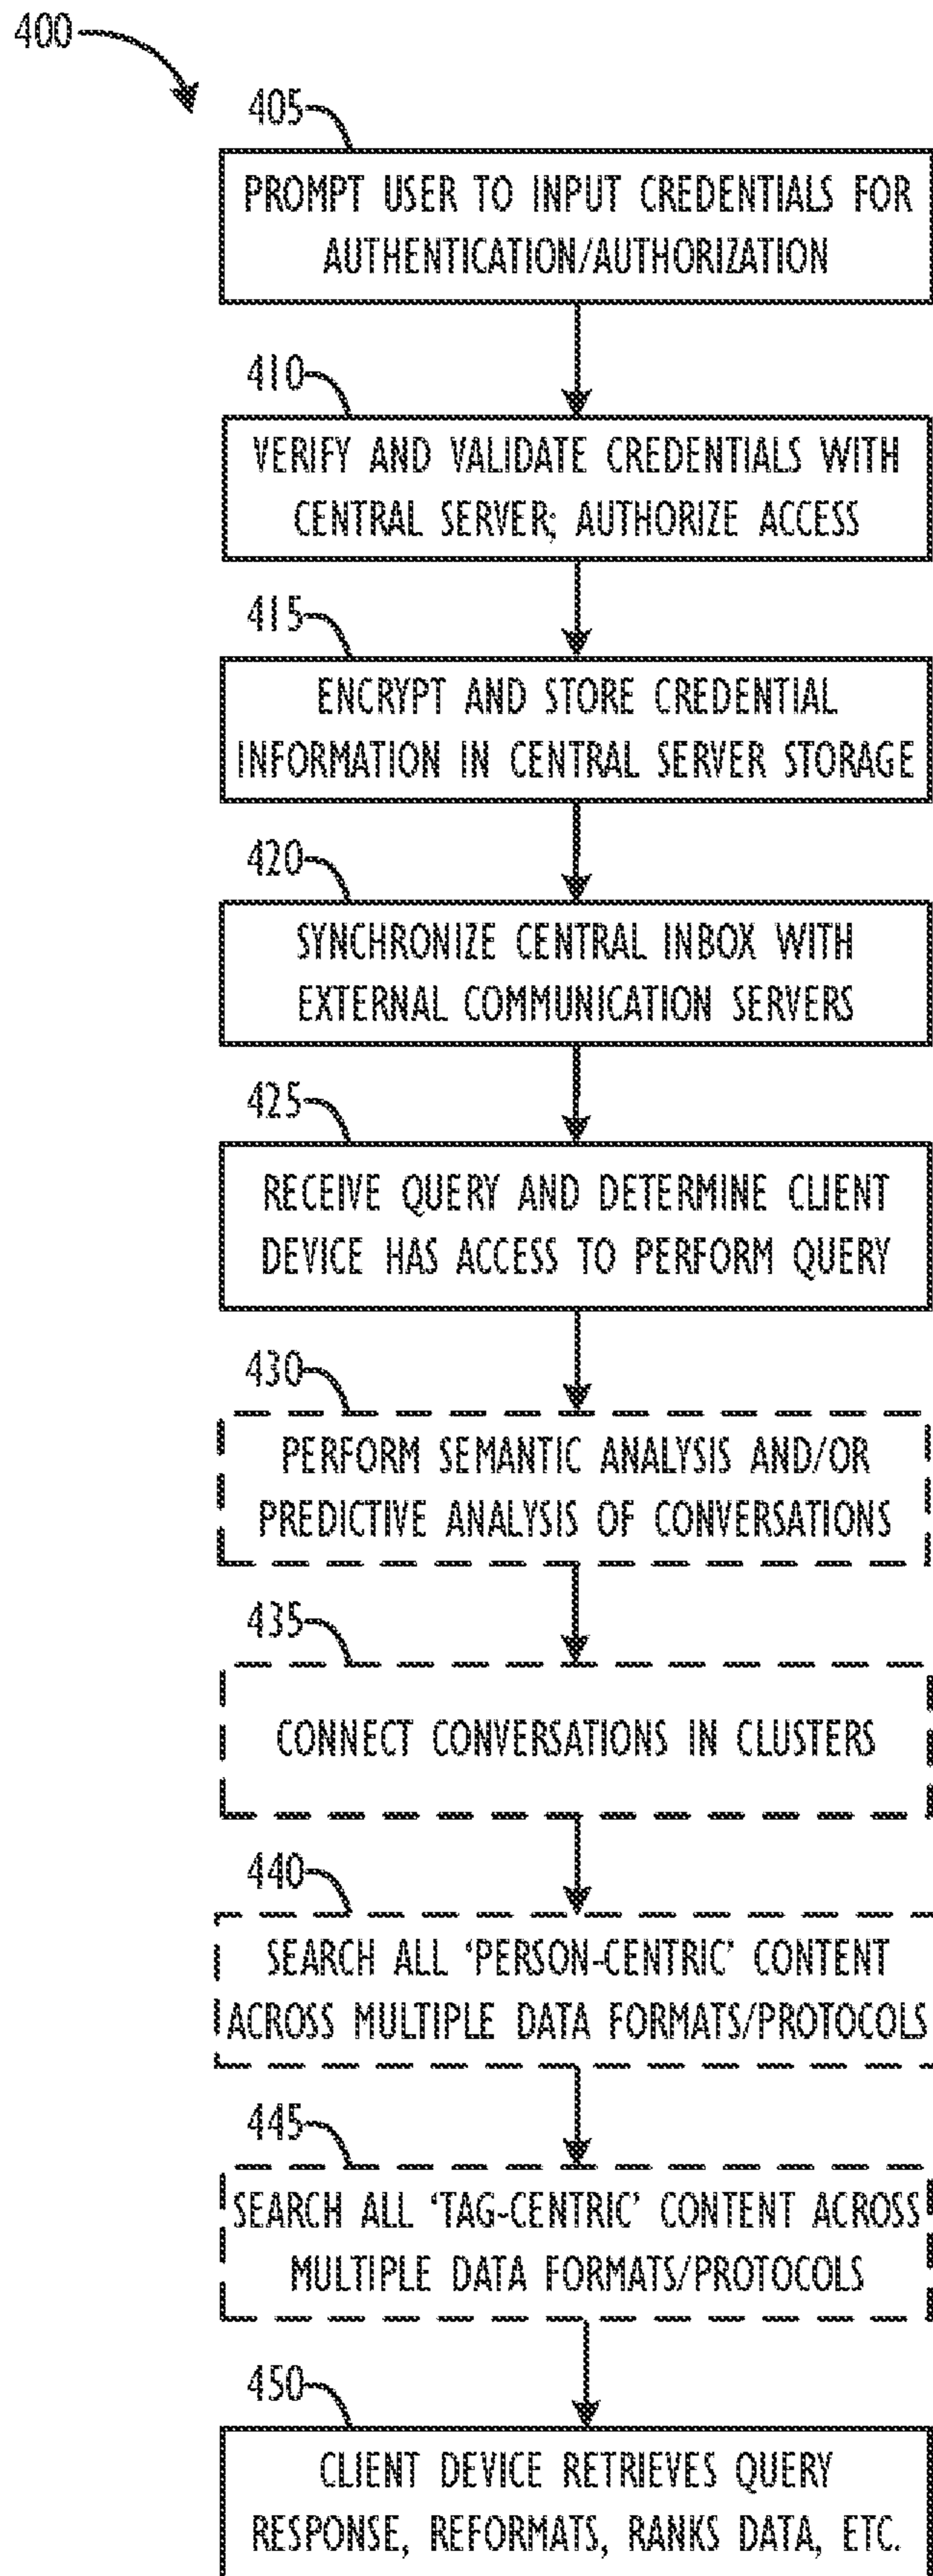 400
405
PROMPT USER TO INPUT CREDENTIALS FOR
AUTHENTICATION/AUTHORIZATION
410
VERIFY AND VALIDATE CREDENTIALS WITH
CENTRAL SERVER; AUTHORIZE ACCESS
415
ENCRYPT AND STORE CREDENTIAL
INFORMATION IN CENTRAL SERVER STORAGE
420
SYNCHRONIZE CENTRAL INBOX WITH
EXTERNAL COMMUNICATION SERVERS
425
RECEIVE QUERY AND DETERMINE CLIENT
DEVICE HAS ACCESS TO PERFORM QUERY
430
PERFORM SEMANTIC ANALYSIS AND/OR
PREDICTIVE ANALYSIS OF CONVERSATIONS
435
CONNECT CONVERSATIONS IN CLUSTERS
440
SEARCH ALL ‘PERSON-CENTRIC’ CONTENT
ACROSS MULTIPLE DATA FORMATS/PROTOCOLS
445
SEARCH ALL ‘TAG-CENTRIC’ CONTENT ACROSS
MULTIPLE DATA FORMATS/PROTOCOLS
450
CLIENT DEVICE RETRIEVES QUERY
RESPONSE, REFORMATS, RANKS DATA, ETC.